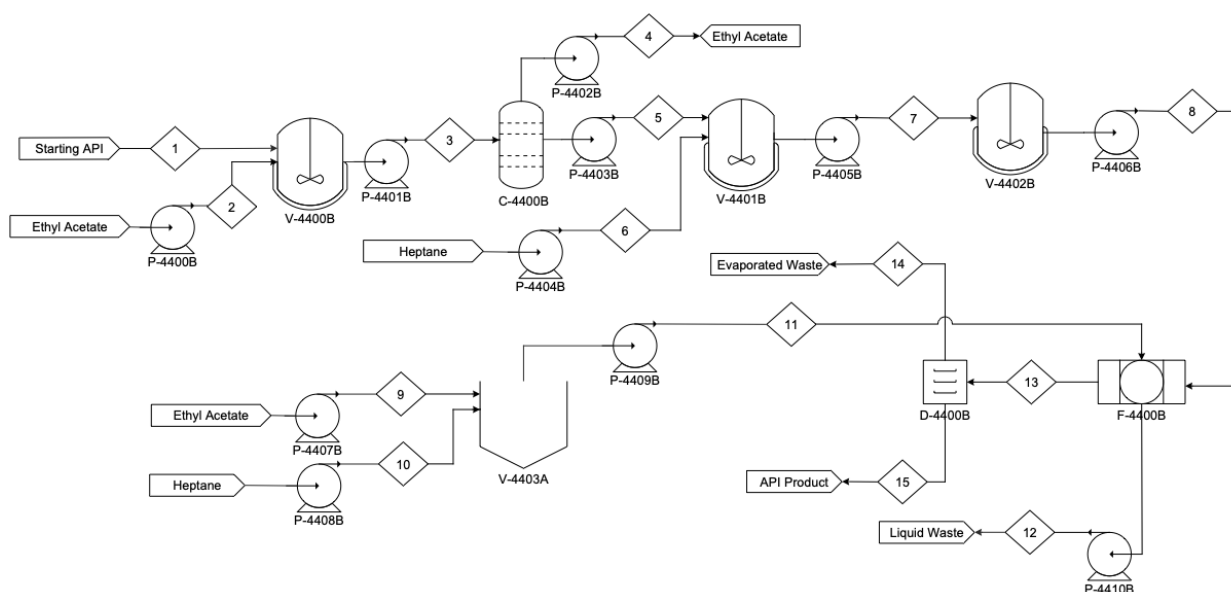 4
Ethyl Acetate
P-4402B
Starting API
1
3
5
7
8
P-4401B
C-4400B
P-4403B
P-4405B
P-4406B
V-4400B
V-4401B
V-4402B
Ethyl Acetate
2
P-4400B
Heptane
6
P-4404B
Evaporated Waste
14
11
P-4409B
13
D-4400B
F-4400B
Ethyl Acetate
9
P-4407B
Heptane
10
P-4408B
V-4403A
API Product
15
Liquid Waste
12
P-4410B